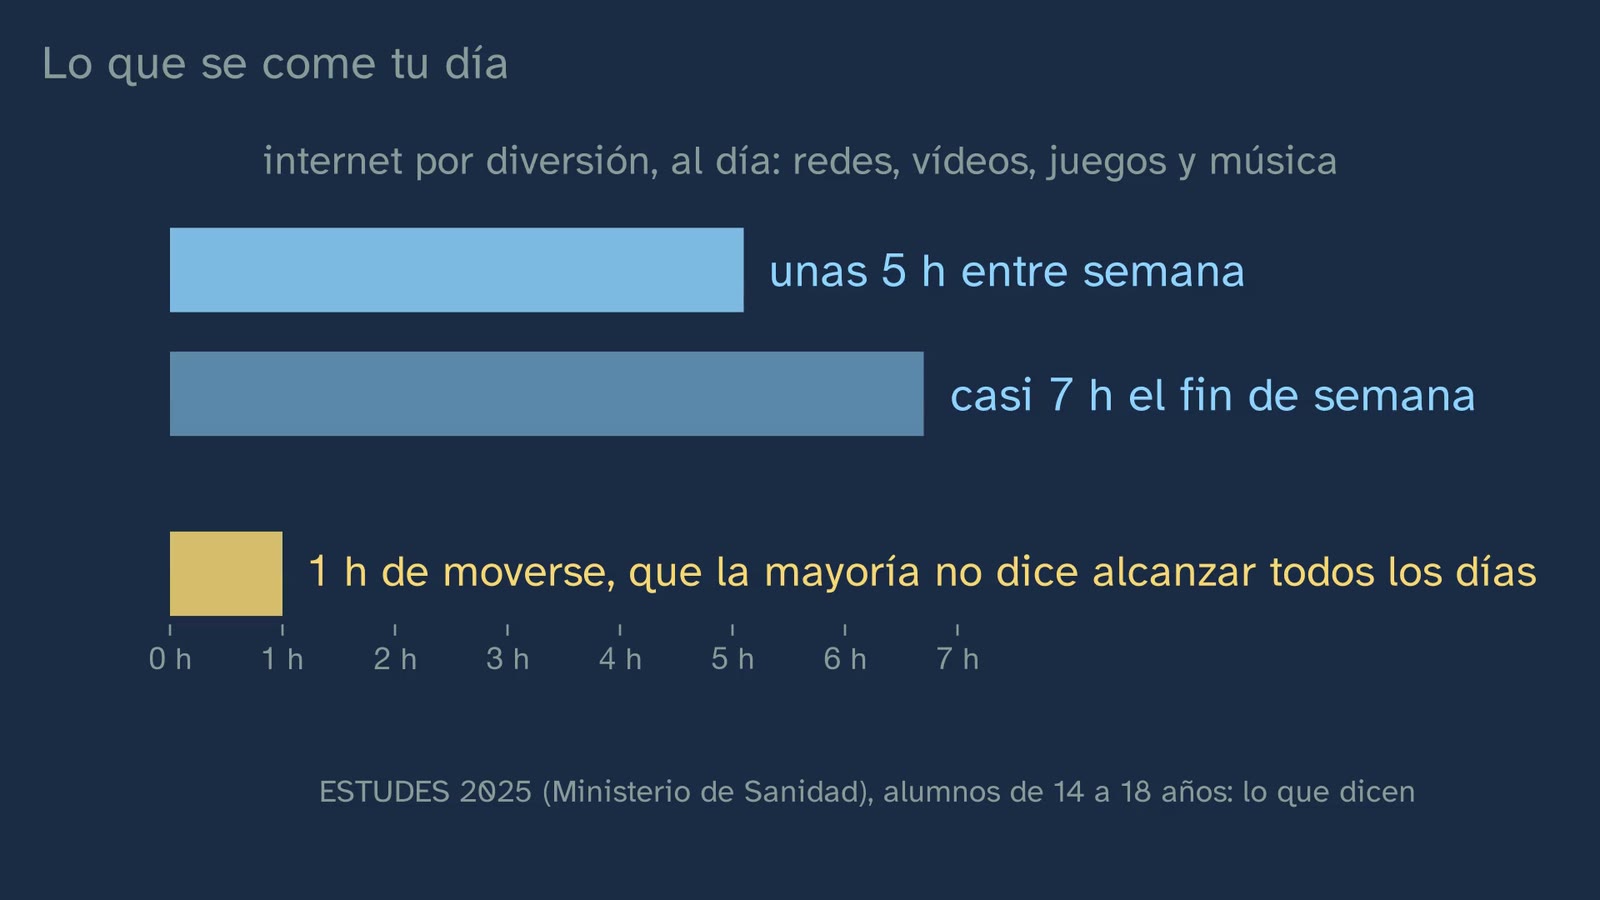 Lo que se come tu día
internet por diversión, al día: redes, vídeos, juegos y música
unas 5 h entre semana
casi 7 h el fin de semana
1 h de moverse, que la mayoría no dice alcanzar todos los días
0 h 1 h 2 h 3 h 4 h 5 h 6 h 7 h
ESTUDES 2025 (Ministerio de Sanidad), alumnos de 14 a 18 años: lo que dicen